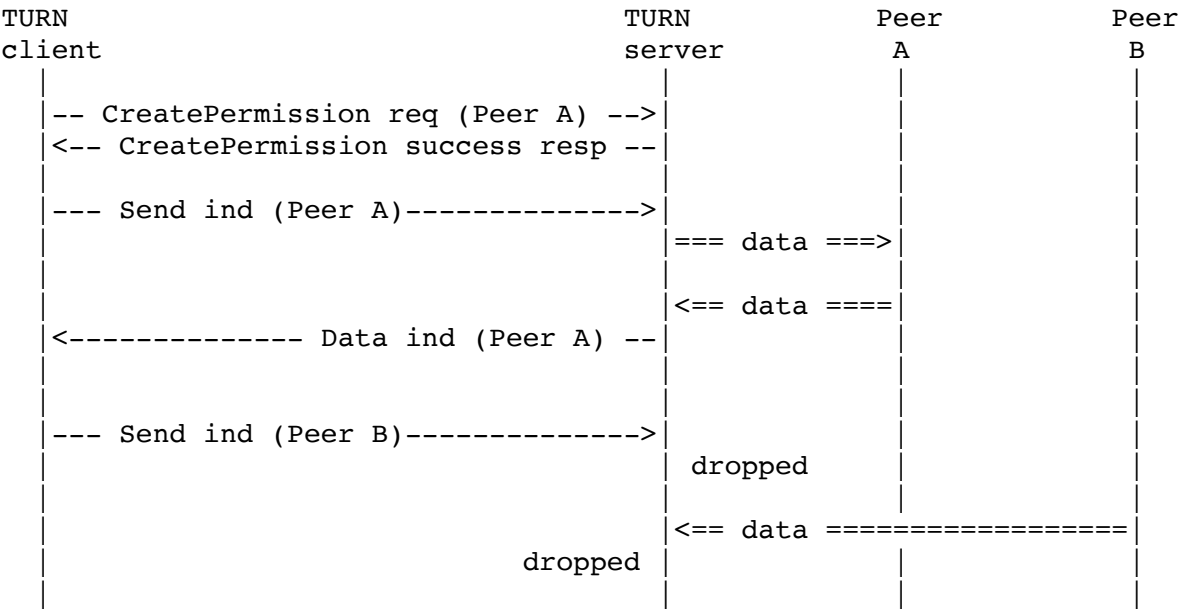 TURN TURN Peer Peer
client server A B
|-- CreatePermission req (Peer A) -->|
|<-- CreatePermission success resp --|
|--- Send ind (Peer A)-------------->|
|=== data ===>|
|<== data ====|
|<-------------- Data ind (Peer A) --|
|--- Send ind (Peer B)-------------->|
| dropped |
|<== data ==================|
dropped |